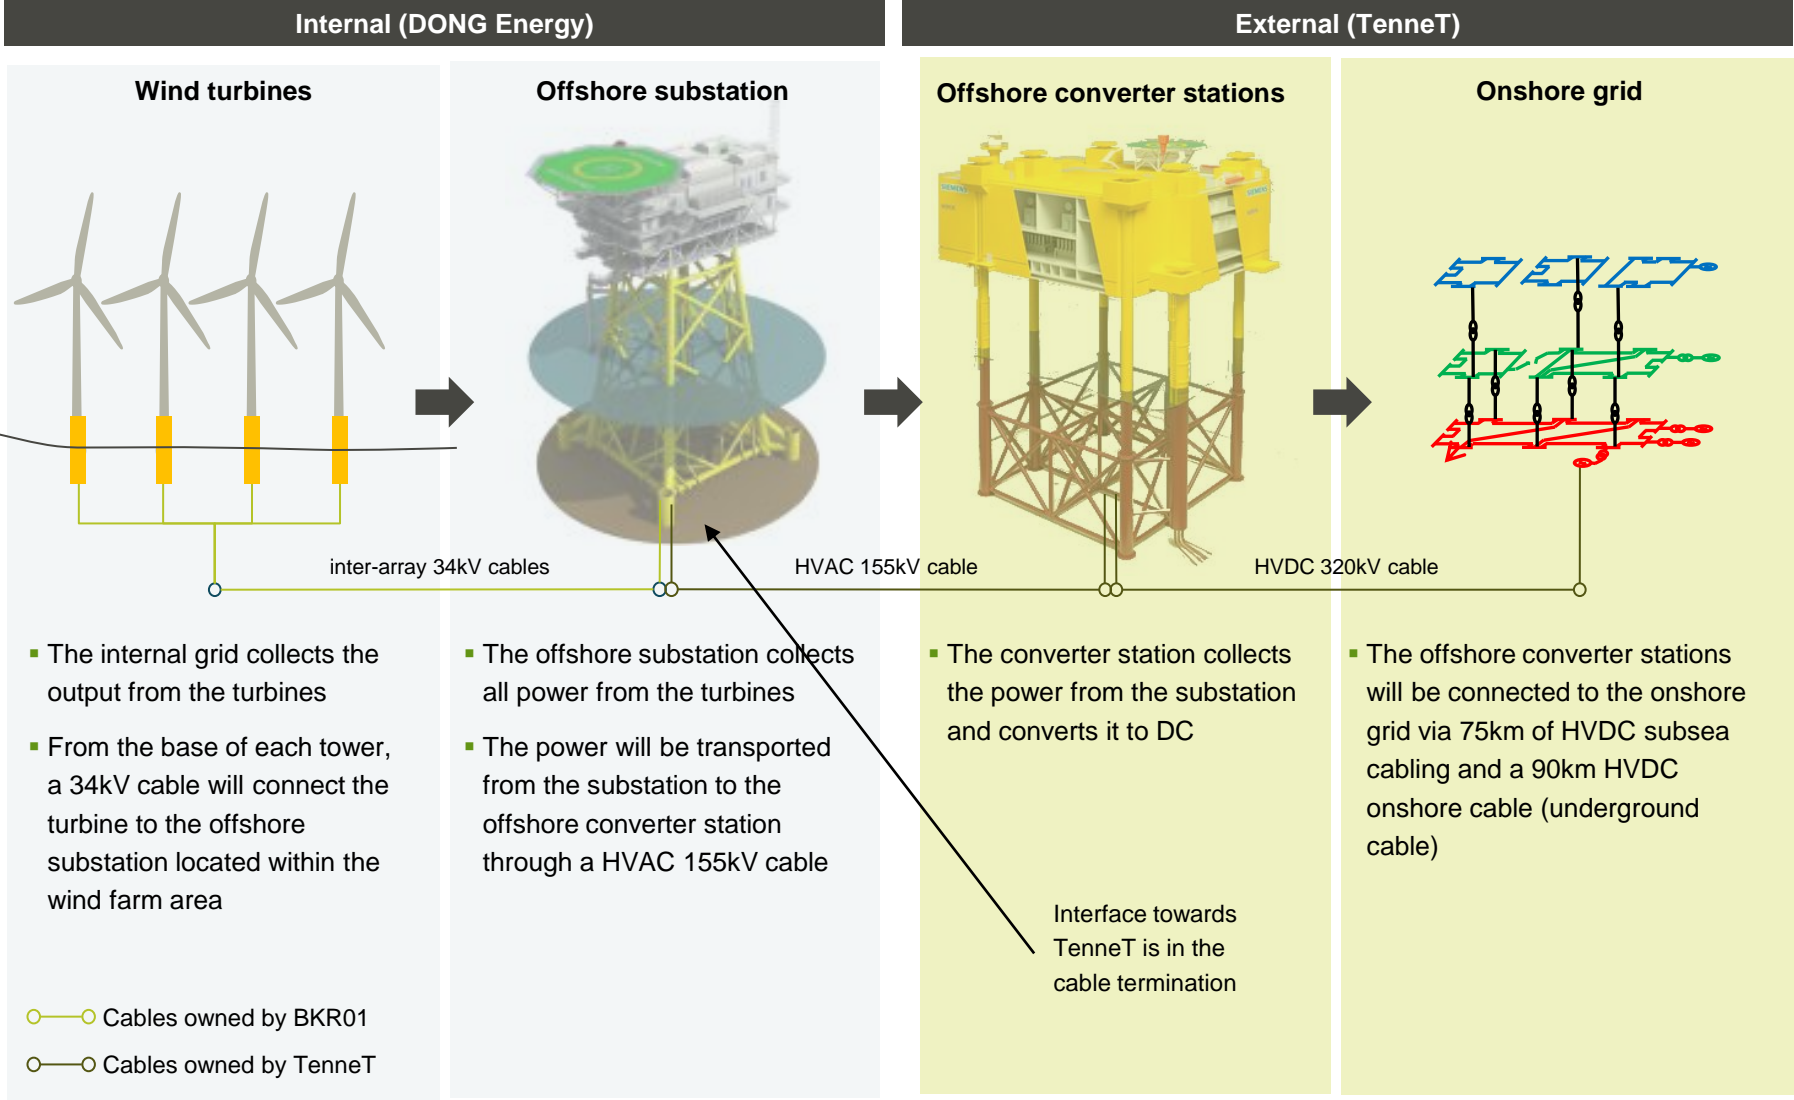 Internal (DONG Energy)
External (TenneT)
Wind turbines
Offshore substation
Offshore converter stations
Onshore grid
SIEMENS
SIEMENS
inter-array 34kV cables
HVAC 155kV cable
HVDC 320kV cable
The internal grid collects the
output from the turbines
From the base of each tower,
a 34kV cable will connect the
turbine to the offshore
substation located within the
wind farm area
The offshore substation collects
all power from the turbines
The power will be transported
from the substation to the
offshore converter station
through a HVAC 155kV cable
The converter station collects
the power from the substation
and converts it to DC
Interface towards
TenneT is in the
cable termination
The offshore converter stations
will be connected to the onshore
grid via 75km of HVDC subsea
cabling and a 90km HVDC
onshore cable (underground
cable)
Cables owned by BKR01
Cables owned by TenneT